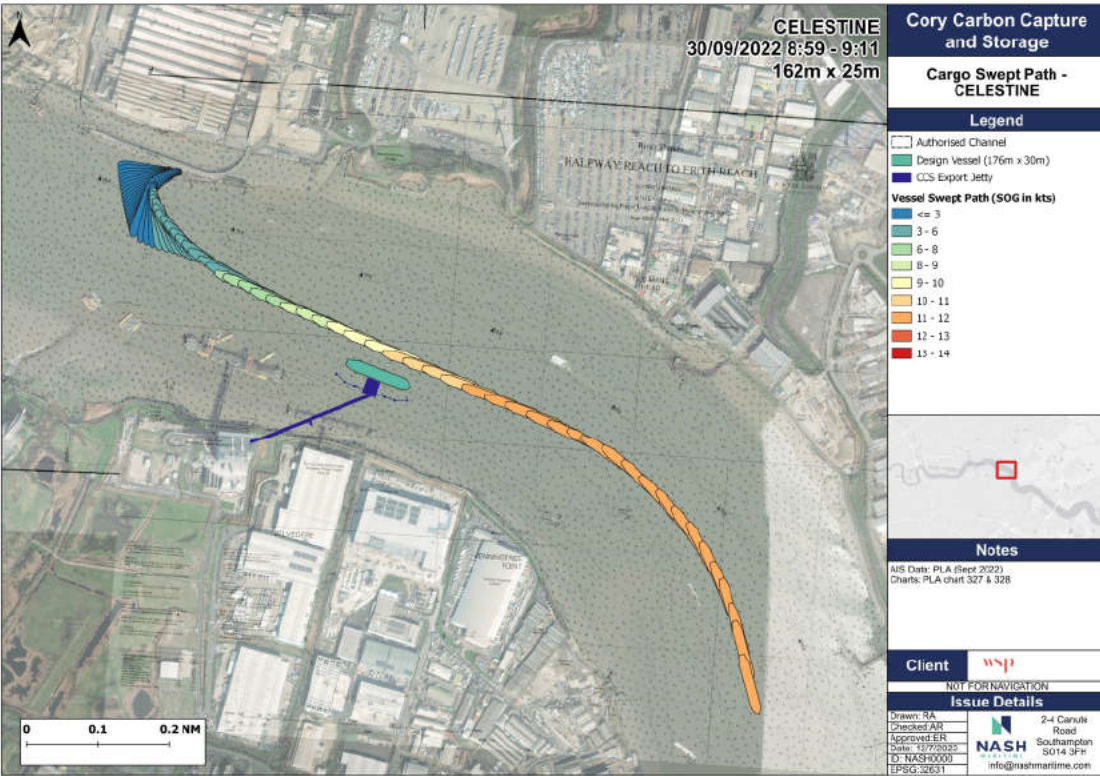 CELESTINE
30/09/2022 8:59 - 9:11
162m x 25m
HALFWAY REACH TO ERITH REACH
BELVEDERE
POINT
0 0.1 0.2 NM
Cory Carbon Capture
and Storage
Cargo Swept Path -
CELESTINE
Legend
Authorised Channel
Design Vessel (176m x 30m)
CCS Export Jetty
Vessel Swept Path (SOG in kts)
<= 3
3 - 6
6 - 8
8 - 9
9 - 10
10 - 11
11 - 12
12 - 13
13 - 14
Notes
AIS Data: PLA (Sept 2022)
Charts: PLA chart 327 & 328
Client
wsp
NOT FOR NAVIGATION
Issue Details
Drawn: RA
Checked:AR
Approved:ER
Date: 12/7/2023
ID: NASH0000
EPSG:32631
NASH
MARITIME
2-4 Canute
Road
Southampton
SO14 3FH
info@nashmaritime.com